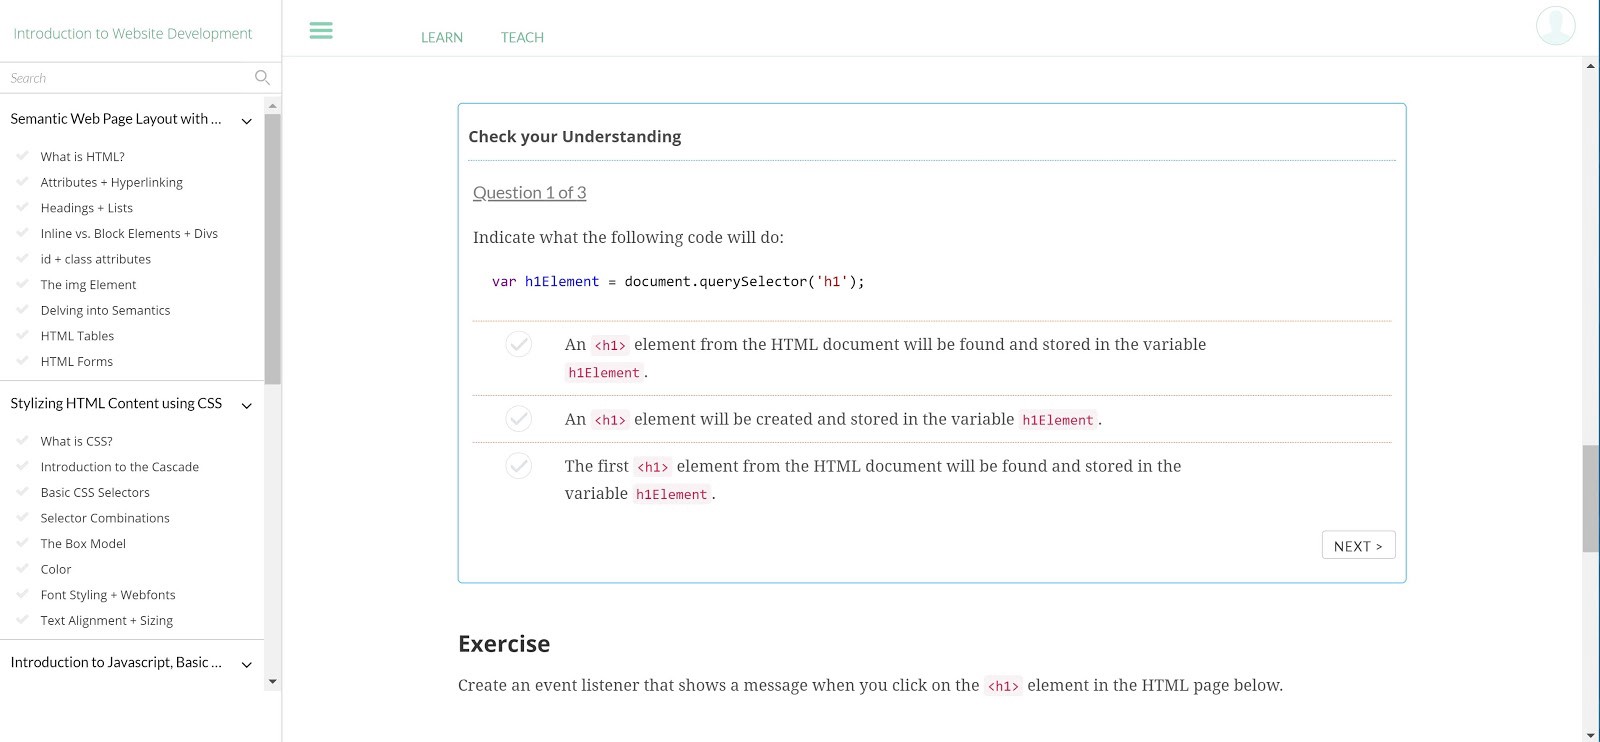 Introduction to Website Development
LEARN TEACH
Search
Semantic Web Page Layout with ...
What is HTML?
Attributes + Hyperlinking
Headings + Lists
Inline vs. Block Elements + Divs
id + class attributes
The img Element
Delving into Semantics
HTML Tables
HTML Forms
Stylizing HTML Content using CSS
What is CSS?
Introduction to the Cascade
Basic CSS Selectors
Selector Combinations
The Box Model
Color
Font Styling + Webfonts
Text Alignment + Sizing
Introduction to Javascript, Basic ...
Check your Understanding
Question 1 of 3
Indicate what the following code will do:
var h1Element = document.querySelector('h1');
An <h1> element from the HTML document will be found and stored in the variable
h1Element.
An <h1> element will be created and stored in the variable h1Element.
The first <h1> element from the HTML document will be found and stored in the
variable h1Element.
NEXT >
Exercise
Create an event listener that shows a message when you click on the <h1> element in the HTML page below.